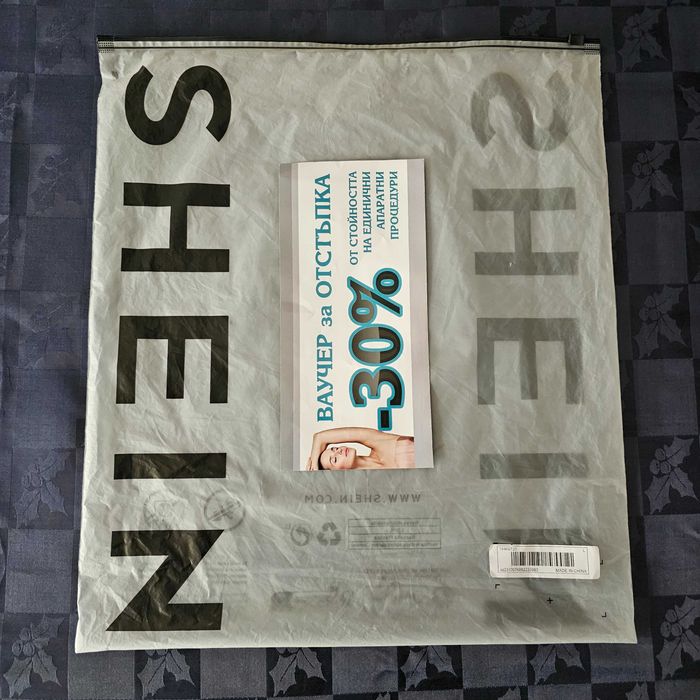 SHEIN
ВАУЧЕР за ОТСТЪПКА
-30%
ОТ СТОЙНОСТТА
НА ЕДИНИЧНИ
АПАРАТНИ
ПРОЦЕДУРИ
SHEIN
WWW.SHEIN.COM
MADE IN CHINA